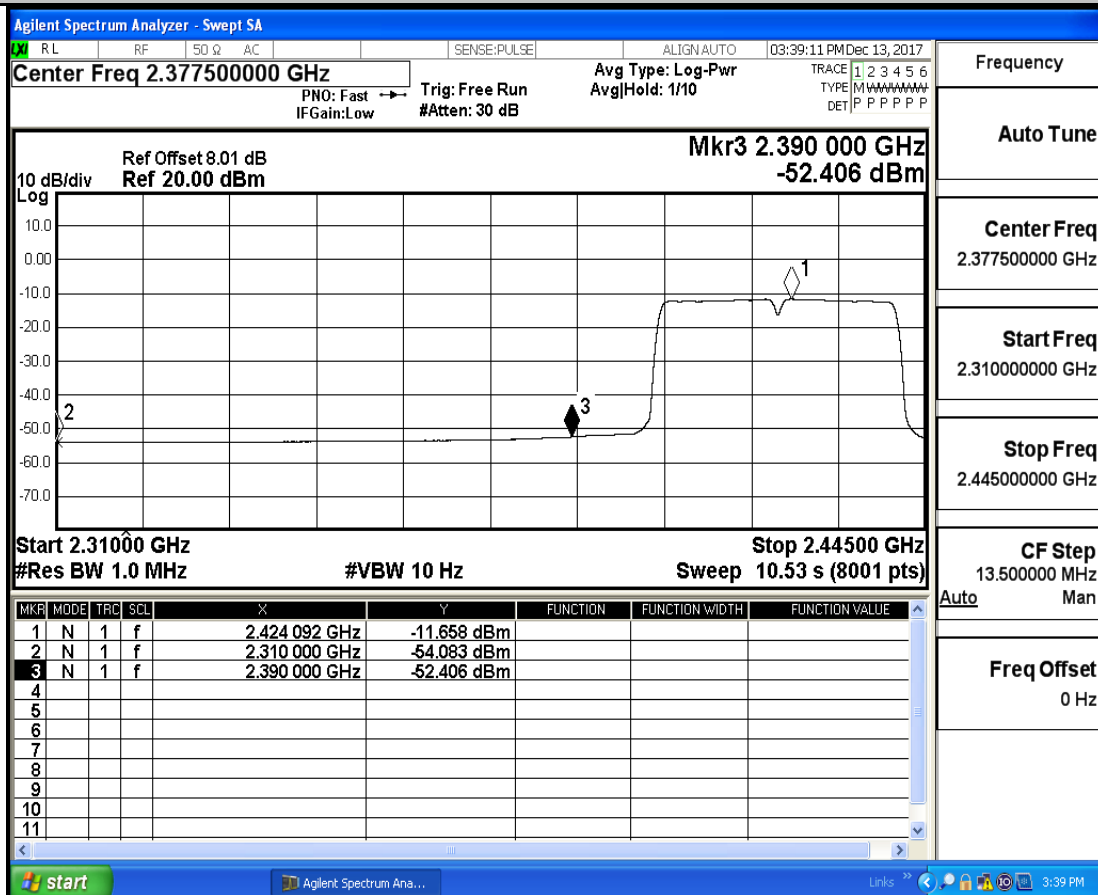 Agilent Spectrum Analyzer - Swept SA
LXI RL RF 50 Ω AC SENSE:PULSE ALIGN AUTO 03:39:11 PM Dec 13, 2017
Center Freq 2.377500000 GHz
PNO: Fast
IFGain:Low
Trig: Free Run
#Atten: 30 dB
Avg Type: Log-Pwr
Avg|Hold: 1/10
TRACE 1 2 3 4 5 6
TYPE M W W W W W
DET P P P P P P
Mkr3 2.390 000 GHz
-52.406 dBm
Ref Offset 8.01 dB
10 dB/div Ref 20.00 dBm
Log
10.0
0.00
-10.0
-20.0
-30.0
-40.0
-50.0
-60.0
-70.0
1
2
3
Start 2.31000 GHz Stop 2.44500 GHz
#Res BW 1.0 MHz #VBW 10 Hz Sweep 10.53 s (8001 pts)
MKR MODE TRC SCL X Y FUNCTION FUNCTION WIDTH FUNCTION VALUE
1 N 1 f 2.424 092 GHz -11.658 dBm
2 N 1 f 2.310 000 GHz -54.083 dBm
3 N 1 f 2.390 000 GHz -52.406 dBm
4
5
6
7
8
9
10
11
Frequency
Auto Tune
Center Freq
2.377500000 GHz
Start Freq
2.310000000 GHz
Stop Freq
2.445000000 GHz
CF Step
13.500000 MHz
Auto Man
Freq Offset
0 Hz
start Agilent Spectrum Ana... Links » 3:39 PM